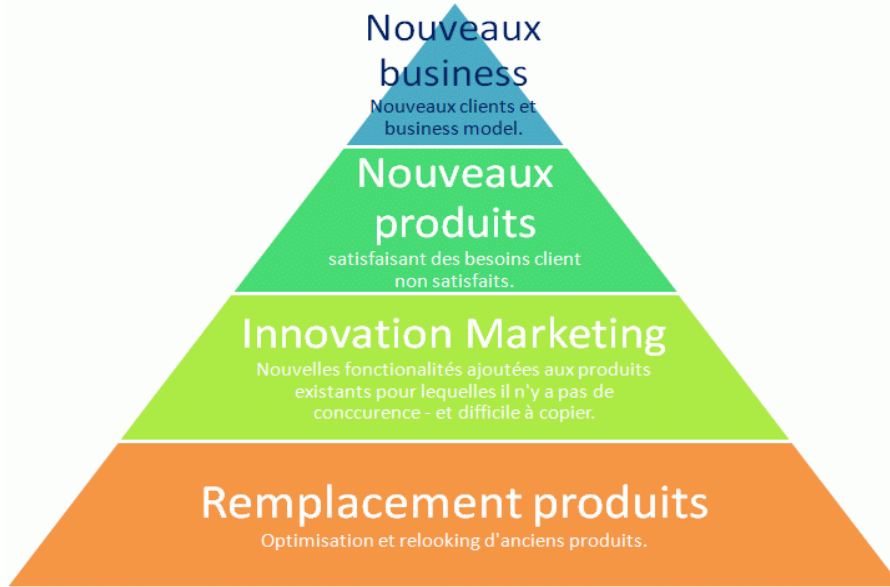 Nouveaux
business
Nouveaux clients et
business model.
Nouveaux
produits
satisfaisant des besoins client
non satisfaits.
Innovation Marketing
Nouvelles fonctionalités ajoutées aux produits
existants pour lequelles il n'y a pas de
conccurence - et difficile à copier.
Remplacement produits
Optimisation et relooking d'anciens produits.